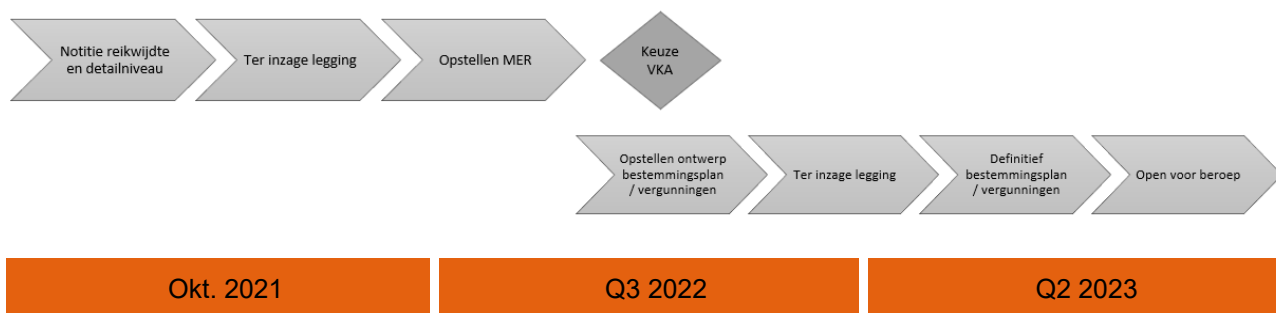 Notitie reikwijdte
en detailniveau
Ter inzage legging
Opstellen MER
Keuze
VKA
Opstellen ontwerp
bestemmingsplan
/ vergunningen
Ter inzage legging
Definitief
bestemmingsplan
/ vergunningen
Open voor beroep
Okt. 2021
Q3 2022
Q2 2023